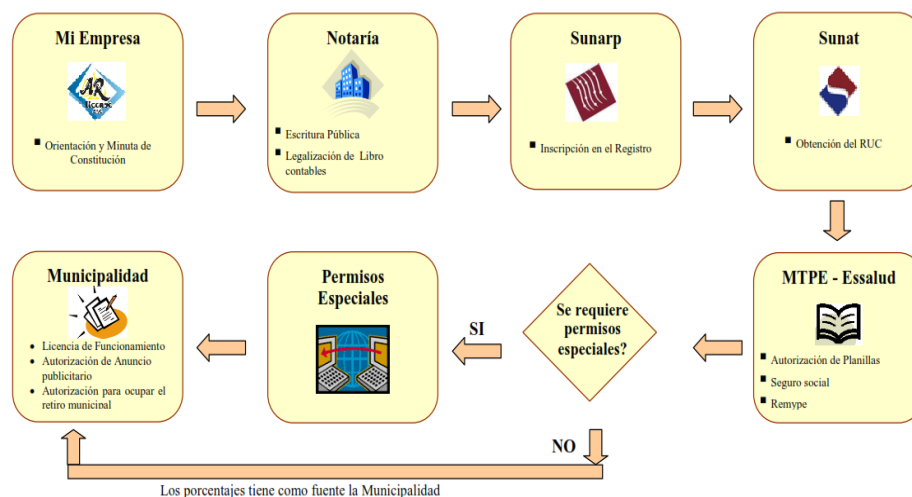 Mi Empresa
AR
▪ Orientación y Minuta de
Constitución
Notaría
▪ Escritura Pública
▪ Legalización de Libro
contables
Sunarp
▪ Inscripción en el Registro
Sunat
▪ Obtención del RUC
MTPE - Essalud
▪ Autorización de Planillas
▪ Seguro social
▪ Remype
Se requiere
permisos
especiales?
SI
NO
Permisos
Especiales
Municipalidad
• Licencia de Funcionamiento
• Autorización de Anuncio
publicitario
• Autorización para ocupar el
retiro municipal
Los porcentajes tiene como fuente la Municipalidad